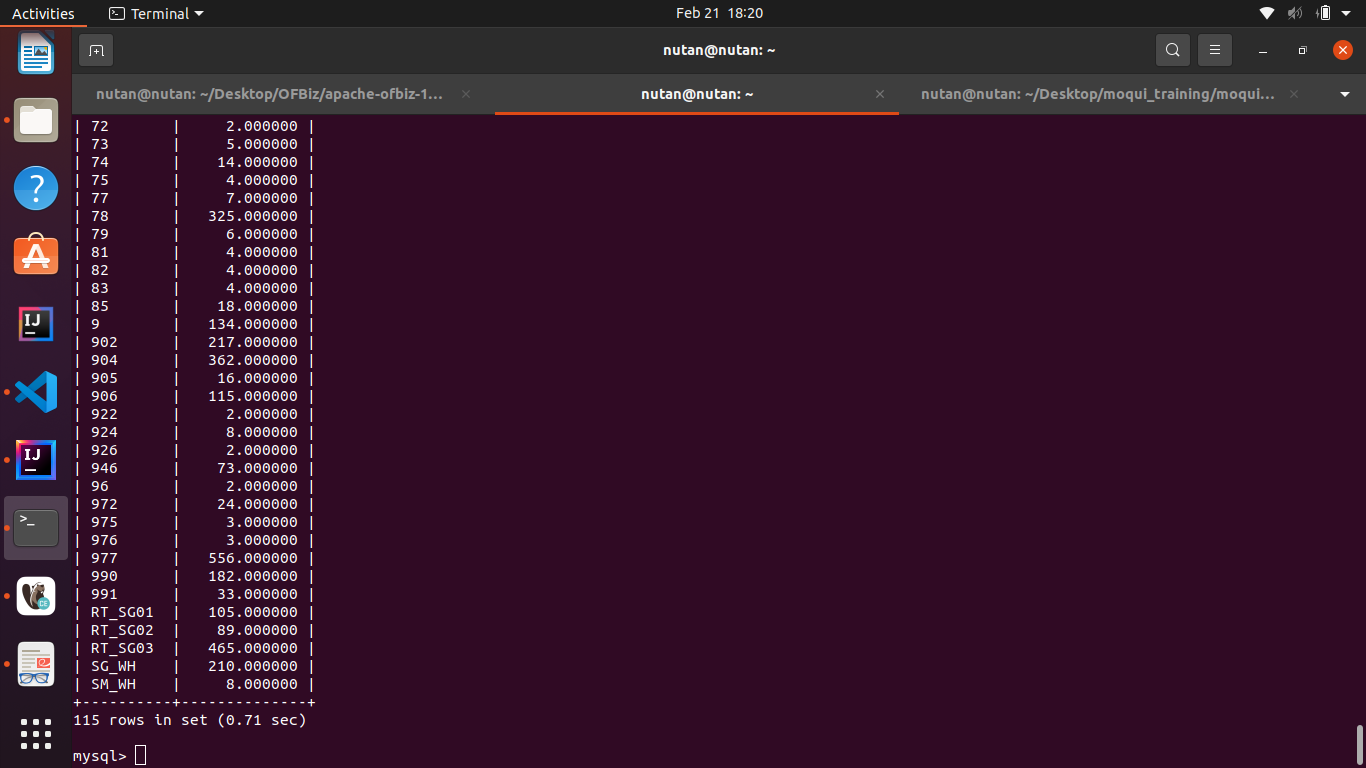 Activities Terminal Feb 21 18:20
nutan@nutan: ~
nutan@nutan: ~/Desktop/OFBiz/apache-ofbiz-1... nutan@nutan: ~ nutan@nutan: ~/Desktop/moqui_training/moqui...
| 72 | 2.000000 |
| 73 | 5.000000 |
| 74 | 14.000000 |
| 75 | 4.000000 |
| 77 | 7.000000 |
| 78 | 325.000000 |
| 79 | 6.000000 |
| 81 | 4.000000 |
| 82 | 4.000000 |
| 83 | 4.000000 |
| 85 | 18.000000 |
| 9 | 134.000000 |
| 902 | 217.000000 |
| 904 | 362.000000 |
| 905 | 16.000000 |
| 906 | 115.000000 |
| 922 | 2.000000 |
| 924 | 8.000000 |
| 926 | 2.000000 |
| 946 | 73.000000 |
| 96 | 2.000000 |
| 972 | 24.000000 |
| 975 | 3.000000 |
| 976 | 3.000000 |
| 977 | 556.000000 |
| 990 | 182.000000 |
| 991 | 33.000000 |
| RT_SG01 | 105.000000 |
| RT_SG02 | 89.000000 |
| RT_SG03 | 465.000000 |
| SG_WH | 210.000000 |
| SM_WH | 8.000000 |
+----------+--------------+
115 rows in set (0.71 sec)
mysql>
?
A
IJ
IJ
>_
CE